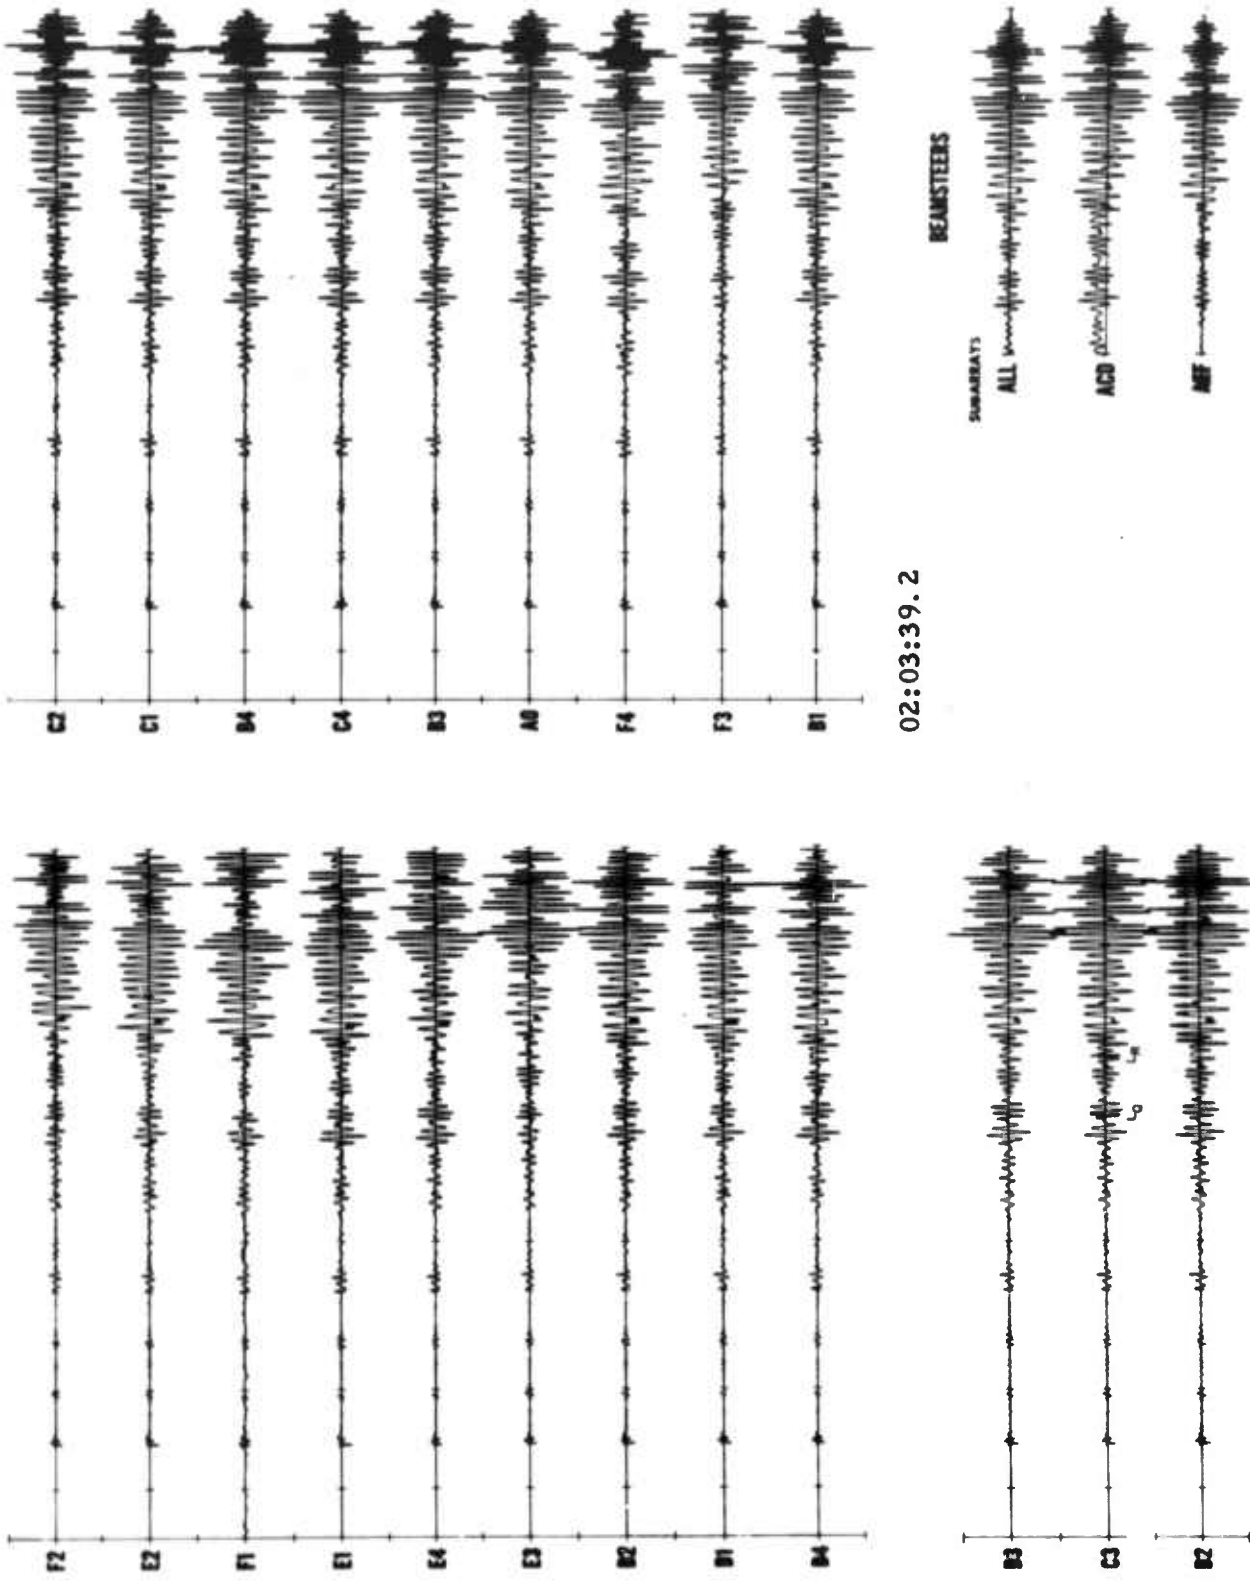 F2
E2
F1
E1
E4
E3
D2
D1
D4
C2
C1
B4
C4
B3
A0
F4
F3
B1
02:03:39.2
D3
C3
B2
BEAMSTEERS
SUBARRAYS
ALL
ACD
AEF